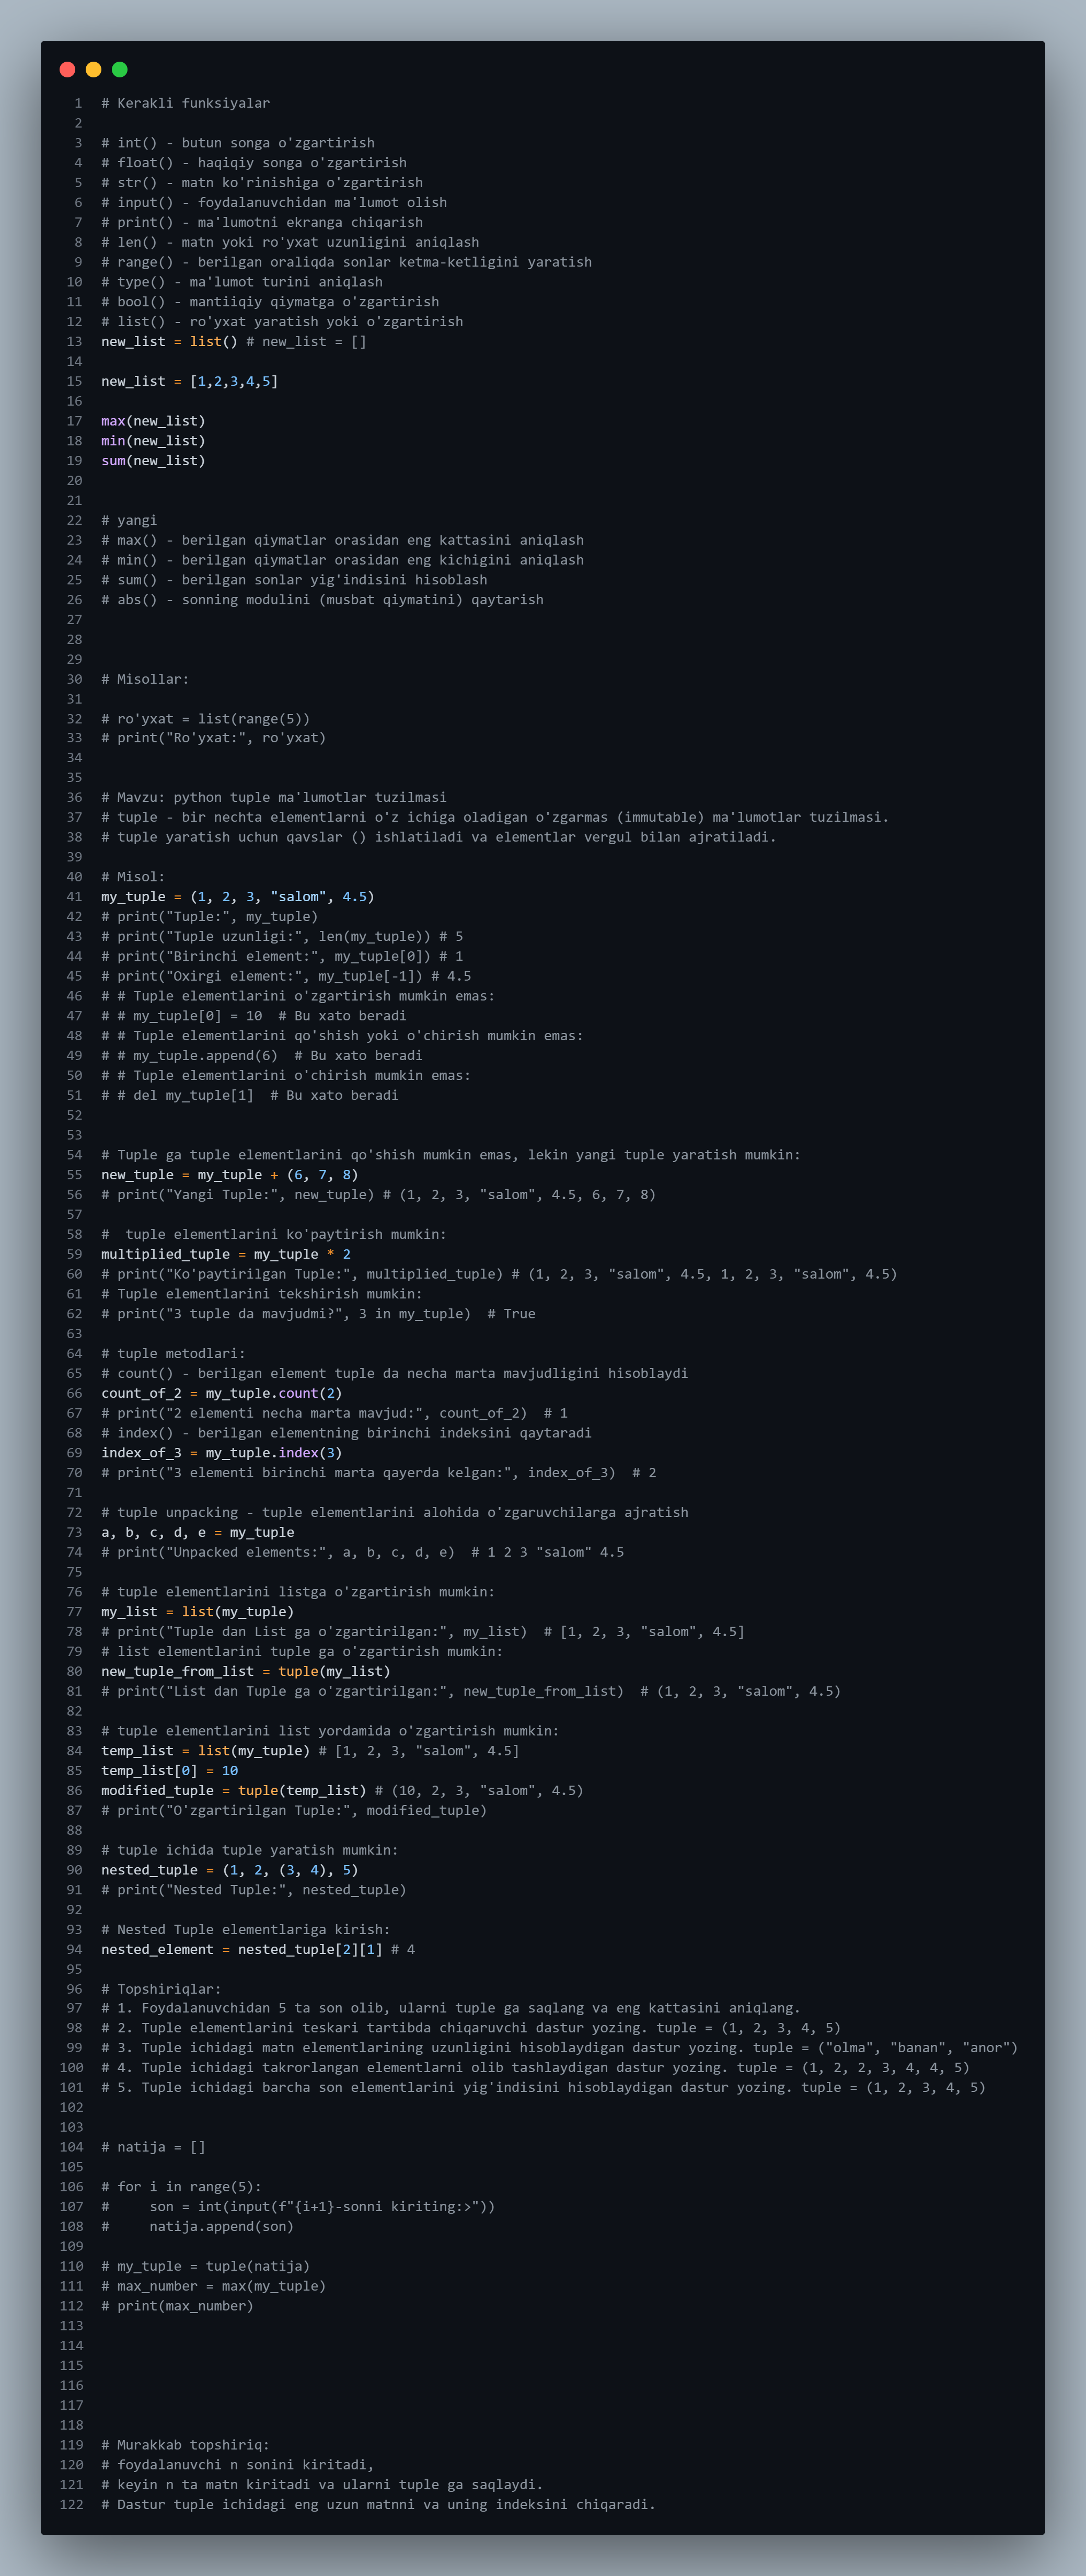 1 # Kerakli funksiyalar
2
3 # int() - butun songa o'zgartirish
4 # float() - haqiqiy songa o'zgartirish
5 # str() - matn ko'rinishiga o'zgartirish
6 # input() - foydalanuvchidan ma'lumot olish
7 # print() - ma'lumotni ekranga chiqarish
8 # len() - matn yoki ro'yxat uzunligini aniqlash
9 # range() - berilgan oraliqda sonlar ketma-ketligini yaratish
10 # type() - ma'lumot turini aniqlash
11 # bool() - mantiiqiy qiymatga o'zgartirish
12 # list() - ro'yxat yaratish yoki o'zgartirish
13 new_list = list() # new_list = []
14
15 new_list = [1,2,3,4,5]
16
17 max(new_list)
18 min(new_list)
19 sum(new_list)
20
21
22 # yangi
23 # max() - berilgan qiymatlar orasidan eng kattasini aniqlash
24 # min() - berilgan qiymatlar orasidan eng kichigini aniqlash
25 # sum() - berilgan sonlar yig'indisini hisoblash
26 # abs() - sonning modulini (musbat qiymatini) qaytarish
27
28
29
30 # Misollar:
31
32 # ro'yxat = list(range(5))
33 # print("Ro'yxat:", ro'yxat)
34
35
36 # Mavzu: python tuple ma'lumotlar tuzilmasi
37 # tuple - bir nechta elementlarni o'z ichiga oladigan o'zgarmas (immutable) ma'lumotlar tuzilmasi.
38 # tuple yaratish uchun qavslar () ishlatiladi va elementlar vergul bilan ajratiladi.
39
40 # Misol:
41 my_tuple = (1, 2, 3, "salom", 4.5)
42 # print("Tuple:", my_tuple)
43 # print("Tuple uzunligi:", len(my_tuple)) # 5
44 # print("Birinchi element:", my_tuple[0]) # 1
45 # print("Oxirgi element:", my_tuple[-1]) # 4.5
46 # # Tuple elementlarini o'zgartirish mumkin emas:
47 # # my_tuple[0] = 10  # Bu xato beradi
48 # # Tuple elementlarini qo'shish yoki o'chirish mumkin emas:
49 # # my_tuple.append(6)  # Bu xato beradi
50 # # Tuple elementlarini o'chirish mumkin emas:
51 # # del my_tuple[1]  # Bu xato beradi
52
53
54 # Tuple ga tuple elementlarini qo'shish mumkin emas, lekin yangi tuple yaratish mumkin:
55 new_tuple = my_tuple + (6, 7, 8)
56 # print("Yangi Tuple:", new_tuple) # (1, 2, 3, "salom", 4.5, 6, 7, 8)
57
58 #  tuple elementlarini ko'paytirish mumkin:
59 multiplied_tuple = my_tuple * 2
60 # print("Ko'paytirilgan Tuple:", multiplied_tuple) # (1, 2, 3, "salom", 4.5, 1, 2, 3, "salom", 4.5)
61 # Tuple elementlarini tekshirish mumkin:
62 # print("3 tuple da mavjudmi?", 3 in my_tuple)  # True
63
64 # tuple metodlari:
65 # count() - berilgan element tuple da necha marta mavjudligini hisoblaydi
66 count_of_2 = my_tuple.count(2)
67 # print("2 elementi necha marta mavjud:", count_of_2)  # 1
68 # index() - berilgan elementning birinchi indeksini qaytaradi
69 index_of_3 = my_tuple.index(3)
70 # print("3 elementi birinchi marta qayerda kelgan:", index_of_3)  # 2
71
72 # tuple unpacking - tuple elementlarini alohida o'zgaruvchilarga ajratish
73 a, b, c, d, e = my_tuple
74 # print("Unpacked elements:", a, b, c, d, e)  # 1 2 3 "salom" 4.5
75
76 # tuple elementlarini listga o'zgartirish mumkin:
77 my_list = list(my_tuple)
78 # print("Tuple dan List ga o'zgartirilgan:", my_list)  # [1, 2, 3, "salom", 4.5]
79 # list elementlarini tuple ga o'zgartirish mumkin:
80 new_tuple_from_list = tuple(my_list)
81 # print("List dan Tuple ga o'zgartirilgan:", new_tuple_from_list)  # (1, 2, 3, "salom", 4.5)
82
83 # tuple elementlarini list yordamida o'zgartirish mumkin:
84 temp_list = list(my_tuple) # [1, 2, 3, "salom", 4.5]
85 temp_list[0] = 10
86 modified_tuple = tuple(temp_list) # (10, 2, 3, "salom", 4.5)
87 # print("O'zgartirilgan Tuple:", modified_tuple)
88
89 # tuple ichida tuple yaratish mumkin:
90 nested_tuple = (1, 2, (3, 4), 5)
91 # print("Nested Tuple:", nested_tuple)
92
93 # Nested Tuple elementlariga kirish:
94 nested_element = nested_tuple[2][1] # 4
95
96 # Topshiriqlar:
97 # 1. Foydalanuvchidan 5 ta son olib, ularni tuple ga saqlang va eng kattasini aniqlang.
98 # 2. Tuple elementlarini teskari tartibda chiqaruvchi dastur yozing. tuple = (1, 2, 3, 4, 5)
99 # 3. Tuple ichidagi matn elementlarining uzunligini hisoblaydigan dastur yozing. tuple = ("olma", "banan", "anor")
100 # 4. Tuple ichidagi takrorlangan elementlarni olib tashlaydigan dastur yozing. tuple = (1, 2, 2, 3, 4, 4, 5)
101 # 5. Tuple ichidagi barcha son elementlarini yig'indisini hisoblaydigan dastur yozing. tuple = (1, 2, 3, 4, 5)
102
103
104 # natija = []
105
106 # for i in range(5):
107 #     son = int(input(f"{i+1}-sonni kiriting:>"))
108 #     natija.append(son)
109
110 # my_tuple = tuple(natija)
111 # max_number = max(my_tuple)
112 # print(max_number)
113
114
115
116
117
118
119 # Murakkab topshiriq:
120 # foydalanuvchi n sonini kiritadi,
121 # keyin n ta matn kiritadi va ularni tuple ga saqlaydi.
122 # Dastur tuple ichidagi eng uzun matnni va uning indeksini chiqaradi.